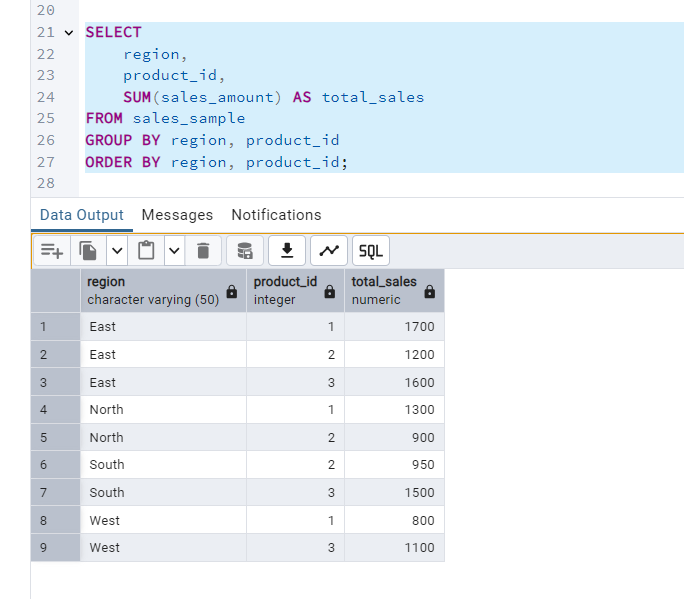 20
21 SELECT
22 region,
23 product_id,
24 SUM(sales_amount) AS total_sales
25 FROM sales_sample
26 GROUP BY region, product_id
27 ORDER BY region, product_id;
28
Data Output Messages Notifications
SQL
region product_id total_sales
character varying (50) integer numeric
1 East 1 1700
2 East 2 1200
3 East 3 1600
4 North 1 1300
5 North 2 900
6 South 2 950
7 South 3 1500
8 West 1 800
9 West 3 1100